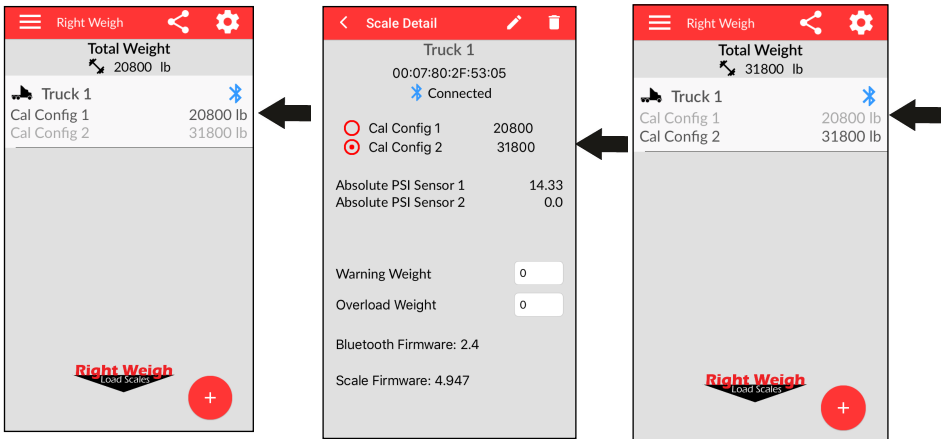 Right Weigh
Total Weight
20800 lb
Truck 1
Cal Config 1 20800 lb
Cal Config 2 31800 lb
Right Weigh
Load Scales
+
Scale Detail
Truck 1
00:07:80:2F:53:05
Connected
Cal Config 1 20800
Cal Config 2 31800
Absolute PSI Sensor 1 14.33
Absolute PSI Sensor 2 0.0
Warning Weight 0
Overload Weight 0
Bluetooth Firmware: 2.4
Scale Firmware: 4.947
Right Weigh
Total Weight
31800 lb
Truck 1
Cal Config 1 20800 lb
Cal Config 2 31800 lb
Right Weigh
Load Scales
+